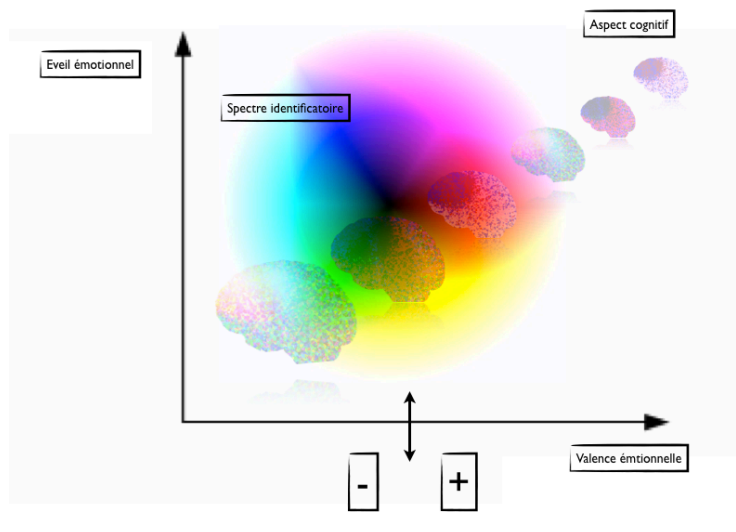 Aspect cognitif
Eveil émotionnel
Spectre identificatoire
Valence émtionnelle
- +